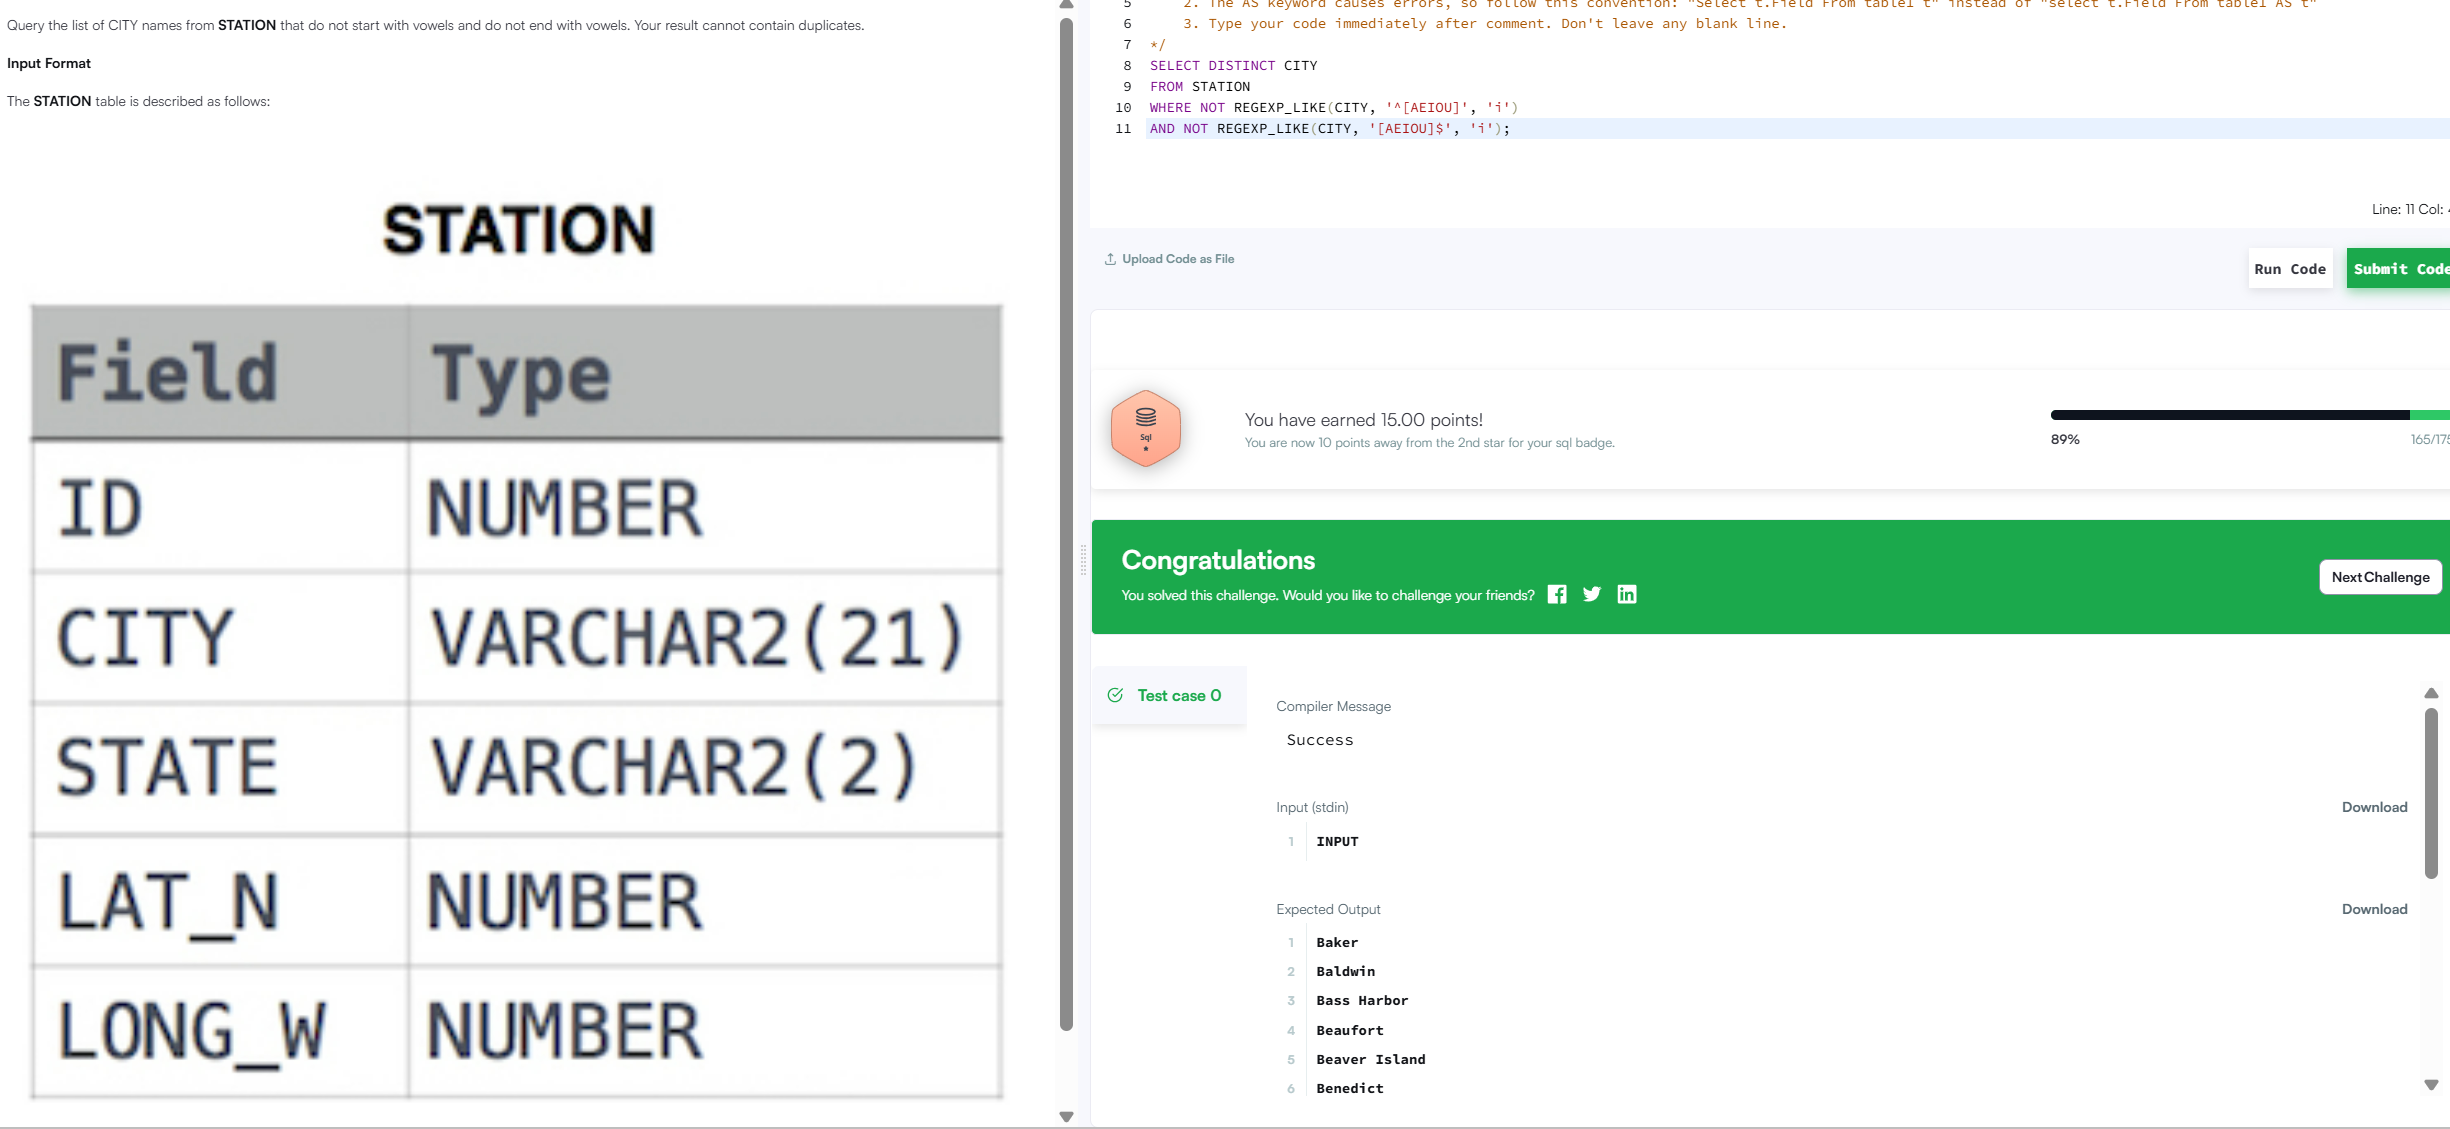 Query the list of CITY names from STATION that do not start with vowels and do not end with vowels. Your result cannot contain duplicates.
Input Format
The STATION table is described as follows:
STATION
Field Type
ID NUMBER
CITY VARCHAR2(21)
STATE VARCHAR2(2)
LAT_N NUMBER
LONG_W NUMBER
5 2. The AS keyword causes errors, so follow this convention: "Select t.Field From table1 t" instead of "select t.Field From table1 AS t"
6 3. Type your code immediately after comment. Don't leave any blank line.
7 */
8 SELECT DISTINCT CITY
9 FROM STATION
10 WHERE NOT REGEXP_LIKE(CITY, '^[AEIOU]', 'i')
11 AND NOT REGEXP_LIKE(CITY, '[AEIOU]$', 'i');
Line: 11 Col:
Upload Code as File
Run Code
Submit Code
Sql
You have earned 15.00 points!
You are now 10 points away from the 2nd star for your sql badge.
89%
165/175
Congratulations
You solved this challenge. Would you like to challenge your friends?
Next Challenge
Test case 0
Compiler Message
Success
Input (stdin)
Download
1 INPUT
Expected Output
Download
1 Baker
2 Baldwin
3 Bass Harbor
4 Beaufort
5 Beaver Island
6 Benedict